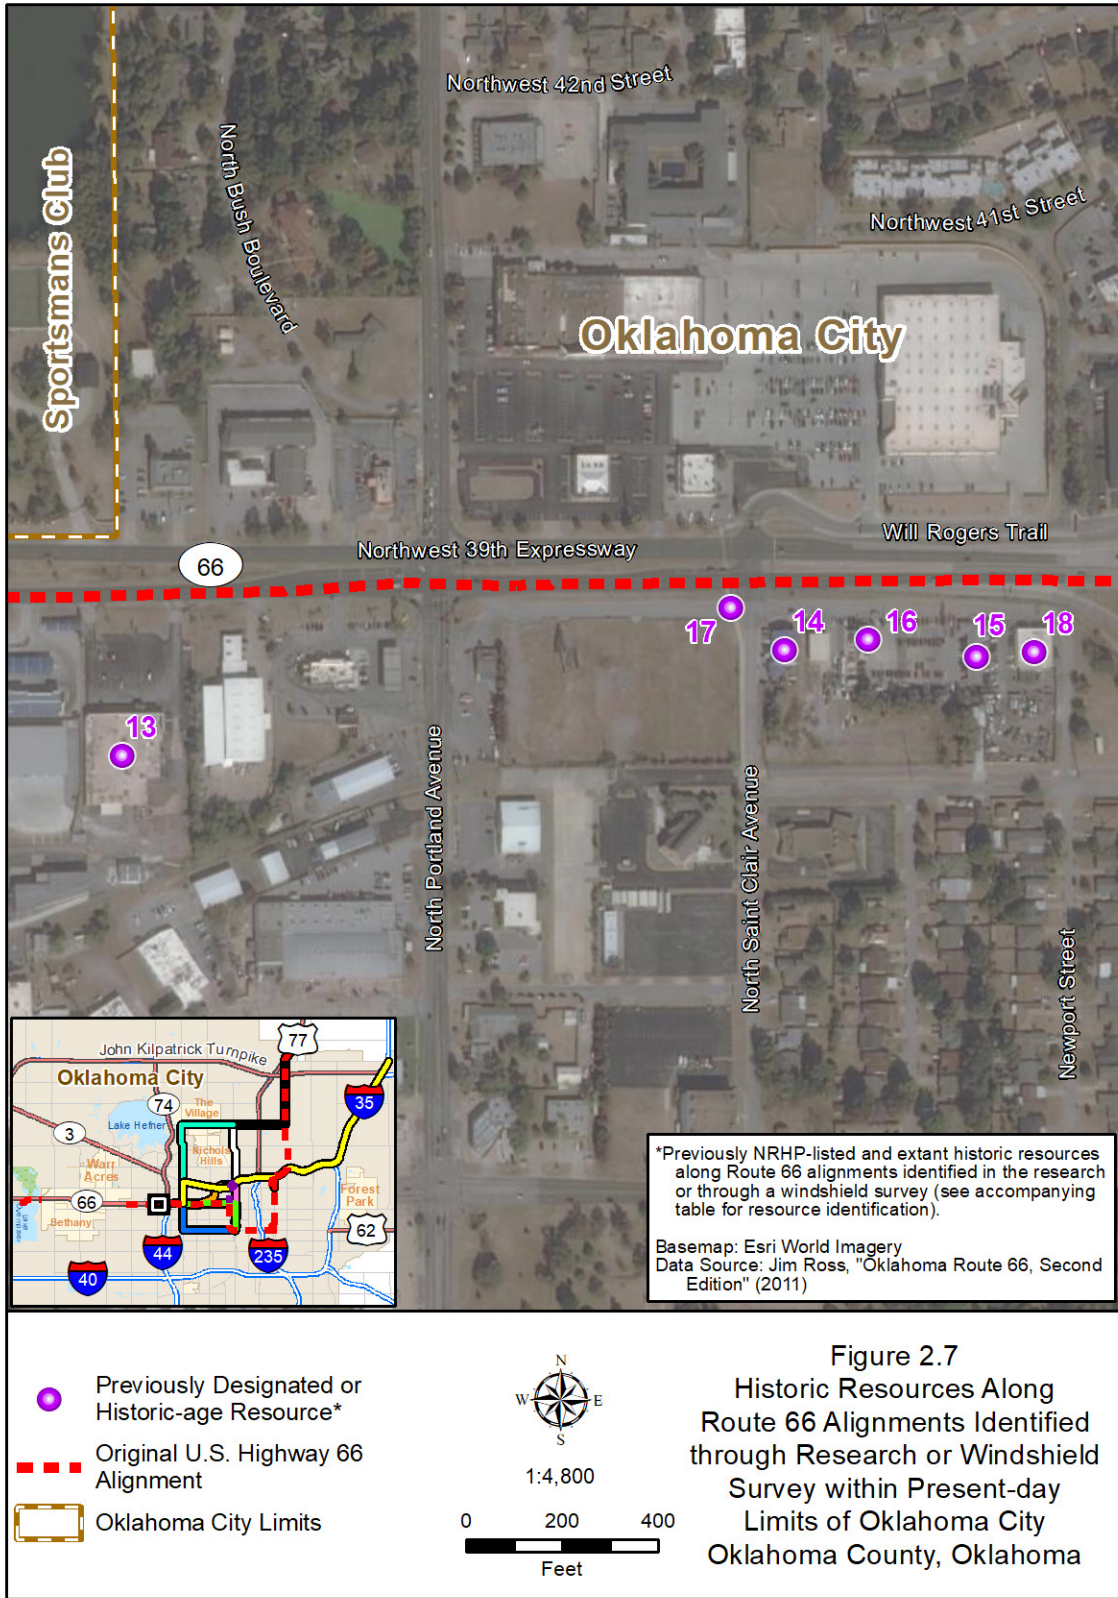 Northwest 42nd Street
North Bush Boulevard
Sportsmans Club
Northwest 41st Street
Oklahoma City
Will Rogers Trail
Northwest 39th Expressway
66
17
14
16
15
18
13
North Portland Avenue
North Saint Clair Avenue
Newport Street
77
John Kilpatrick Turnpike
Oklahoma City
74
The
Village
35
Lake Hefner
3
Nichols
Hills
Warr
Acres
66
Forest
Park
Bethany
62
44
235
40
*Previously NRHP-listed and extant historic resources
along Route 66 alignments identified in the research
or through a windshield survey (see accompanying
table for resource identification).
Basemap: Esri World Imagery
Data Source: Jim Ross, "Oklahoma Route 66, Second
Edition" (2011)
Previously Designated or
Historic-age Resource*
Original U.S. Highway 66
Alignment
Oklahoma City Limits
N
W E
S
1:4,800
0 200 400
Feet
Figure 2.7
Historic Resources Along
Route 66 Alignments Identified
through Research or Windshield
Survey within Present-day
Limits of Oklahoma City
Oklahoma County, Oklahoma